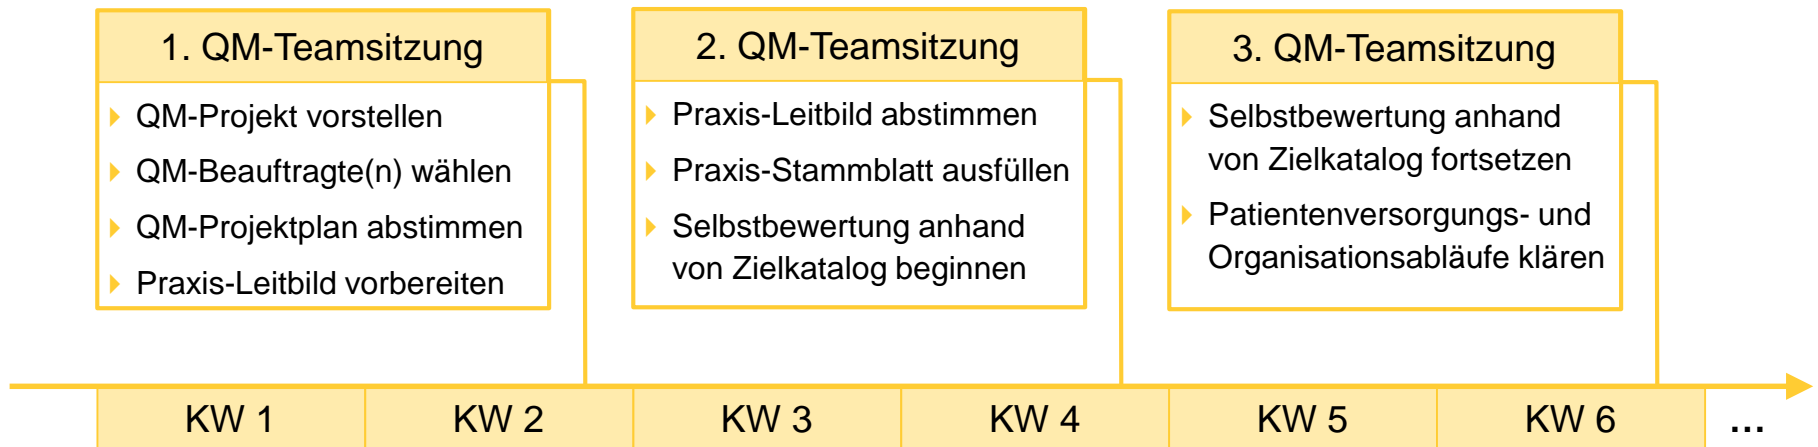 1. QM-Teamsitzung
QM-Projekt vorstellen
QM-Beauftragte(n) wählen
QM-Projektplan abstimmen
Praxis-Leitbild vorbereiten
2. QM-Teamsitzung
Praxis-Leitbild abstimmen
Praxis-Stammblatt ausfüllen
Selbstbewertung anhand
von Zielkatalog beginnen
3. QM-Teamsitzung
Selbstbewertung anhand
von Zielkatalog fortsetzen
Patientenversorgungs- und
Organisationsabläufe klären
KW 1 KW 2 KW 3 KW 4 KW 5 KW 6 ...